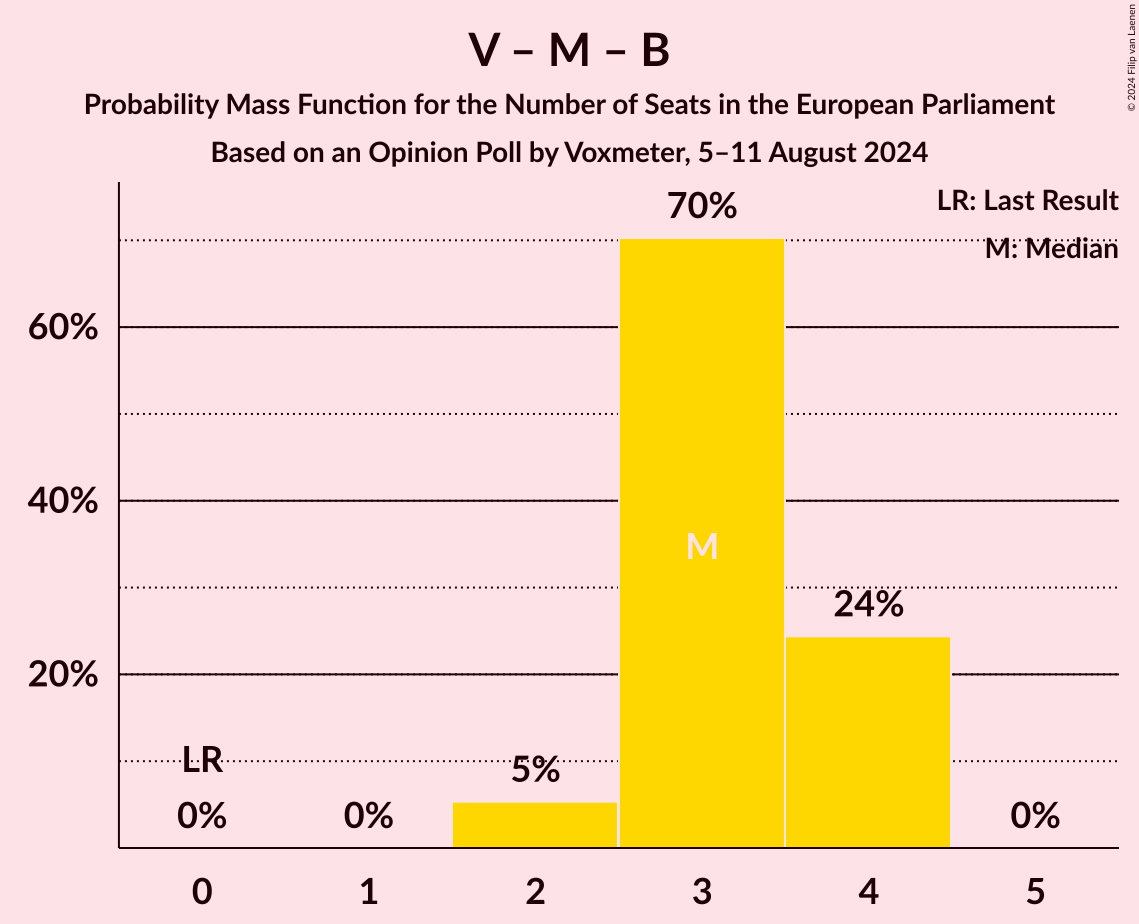 V – M – B
Probability Mass Function for the Number of Seats in the European Parliament
Based on an Opinion Poll by Voxmeter, 5–11 August 2024
© 2024 Filip van Laenen
LR: Last Result
M: Median
70%
60%
40%
M
24%
20%
LR
5%
0%
0%
0%
0
1
2
3
4
5